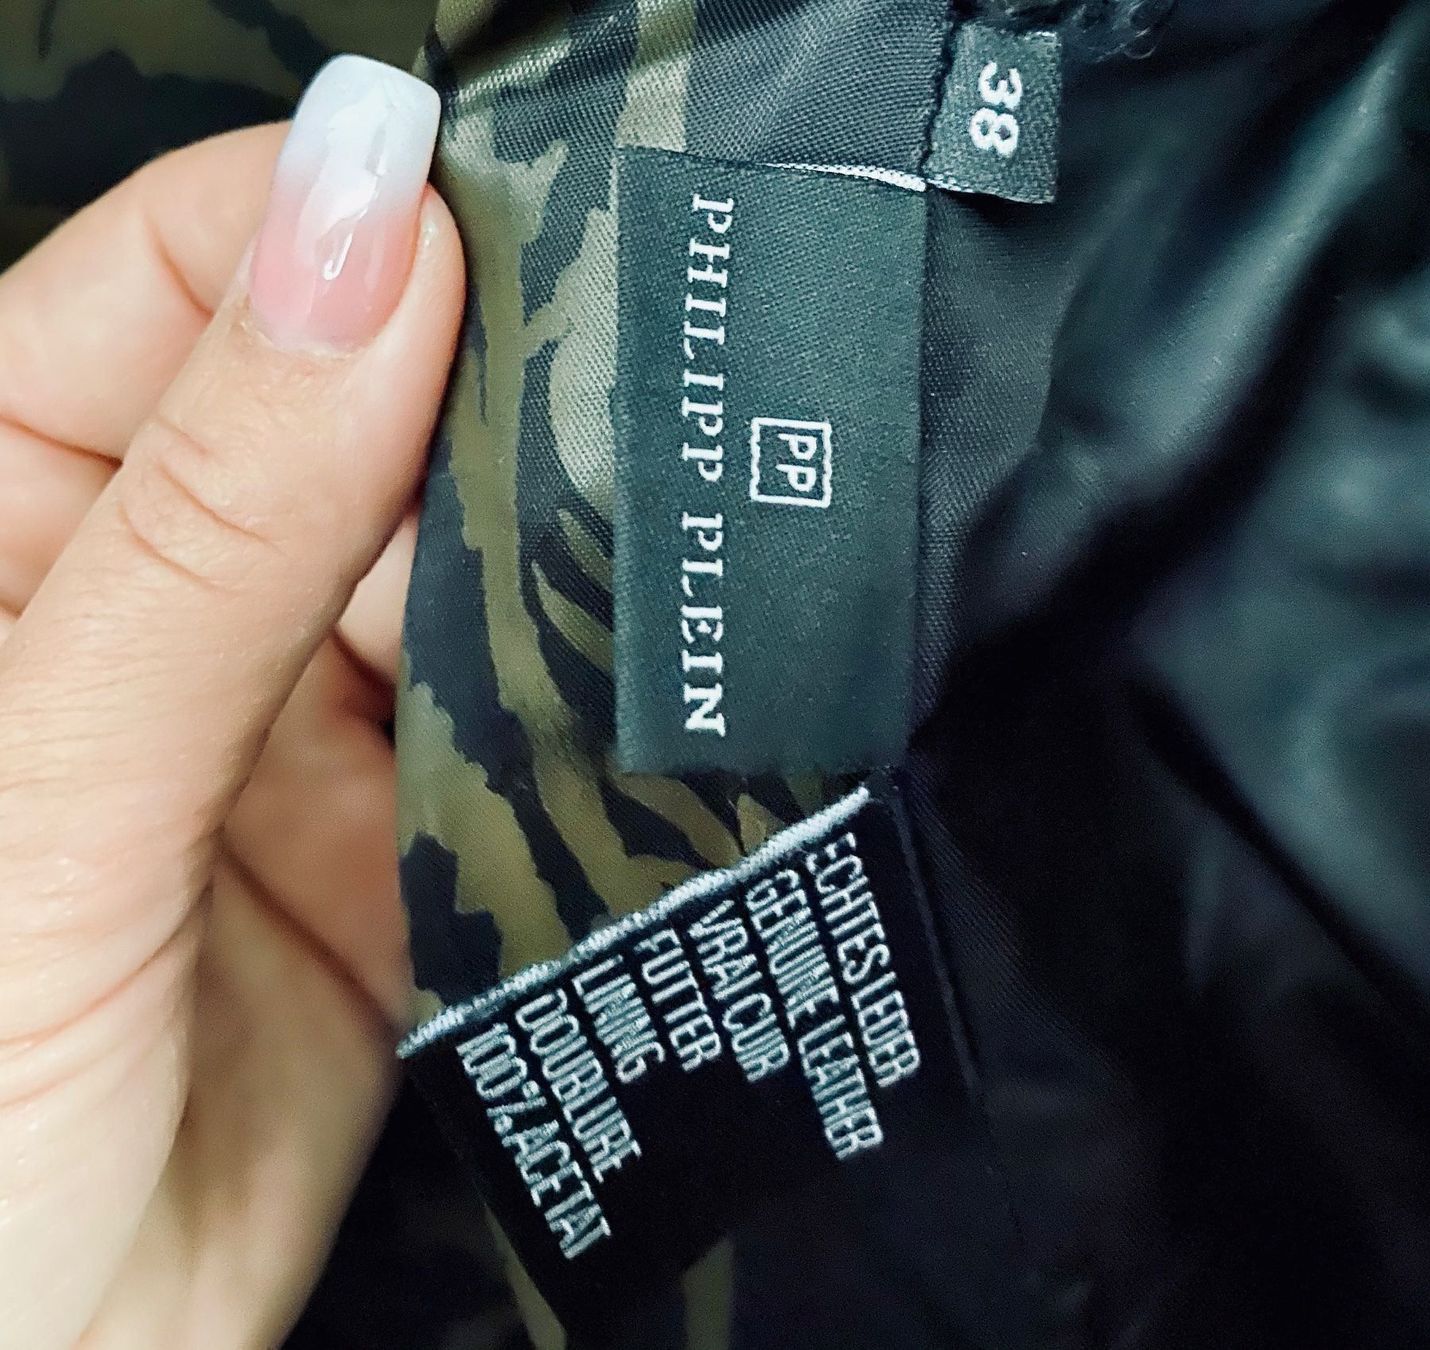 38
PP
PHILIPP PLEIN
ECHTES LEDER
GENUINE LEATHER
VRAI CUIR
FUTTER
LINING
DOUBLURE
100% ACETAT